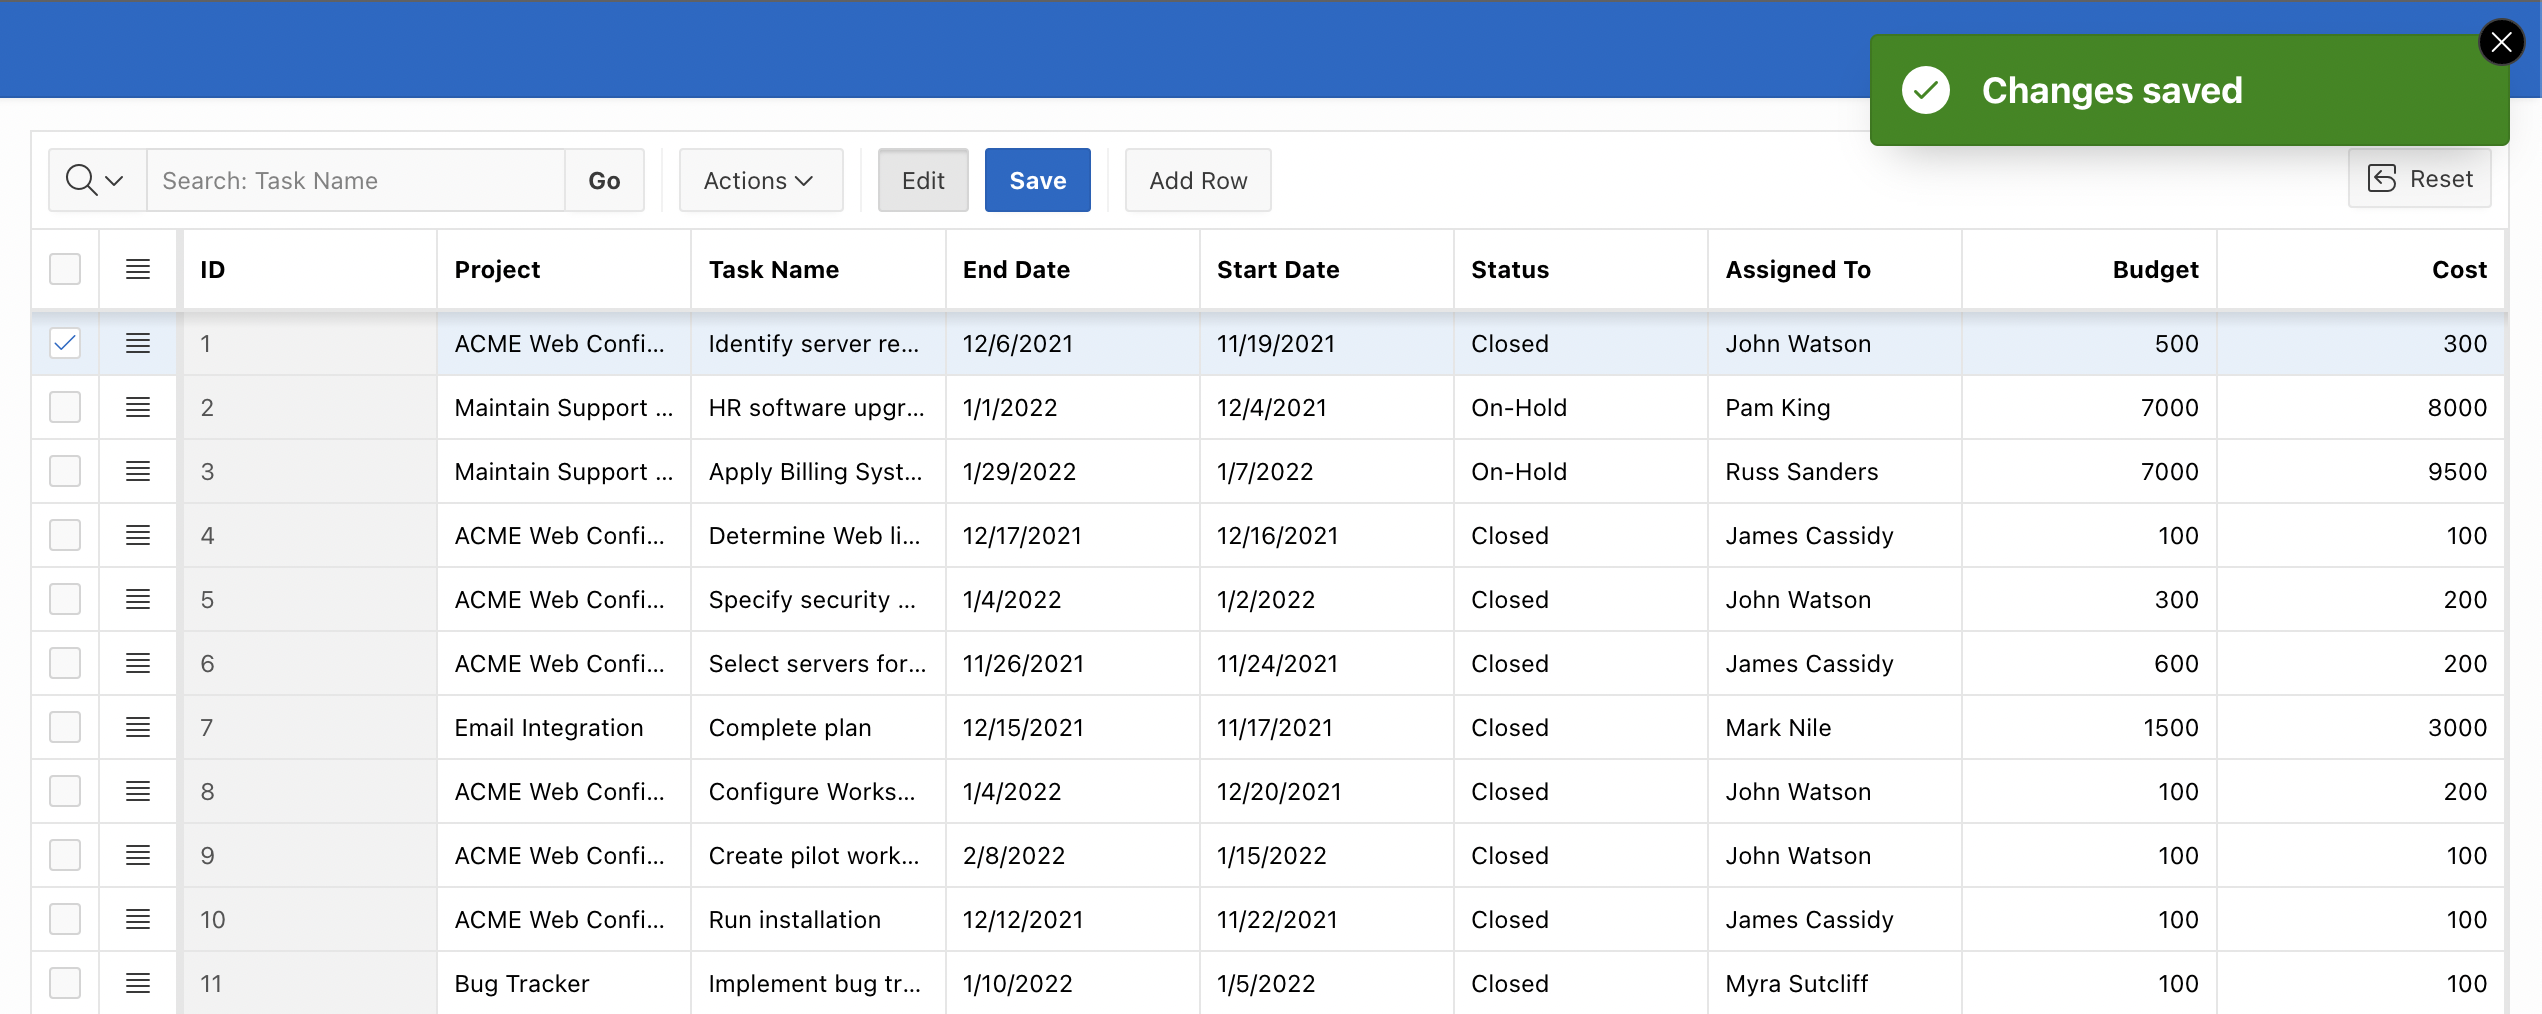 Changes saved
Search: Task Name Go Actions Edit Save Add Row Reset
ID Project Task Name End Date Start Date Status Assigned To Budget Cost
1 ACME Web Confi... Identify server re... 12/6/2021 11/19/2021 Closed John Watson 500 300
2 Maintain Support ... HR software upgr... 1/1/2022 12/4/2021 On-Hold Pam King 7000 8000
3 Maintain Support ... Apply Billing Syst... 1/29/2022 1/7/2022 On-Hold Russ Sanders 7000 9500
4 ACME Web Confi... Determine Web li... 12/17/2021 12/16/2021 Closed James Cassidy 100 100
5 ACME Web Confi... Specify security ... 1/4/2022 1/2/2022 Closed John Watson 300 200
6 ACME Web Confi... Select servers for... 11/26/2021 11/24/2021 Closed James Cassidy 600 200
7 Email Integration Complete plan 12/15/2021 11/17/2021 Closed Mark Nile 1500 3000
8 ACME Web Confi... Configure Works... 1/4/2022 12/20/2021 Closed John Watson 100 200
9 ACME Web Confi... Create pilot work... 2/8/2022 1/15/2022 Closed John Watson 100 100
10 ACME Web Confi... Run installation 12/12/2021 11/22/2021 Closed James Cassidy 100 100
11 Bug Tracker Implement bug tr... 1/10/2022 1/5/2022 Closed Myra Sutcliff 100 100